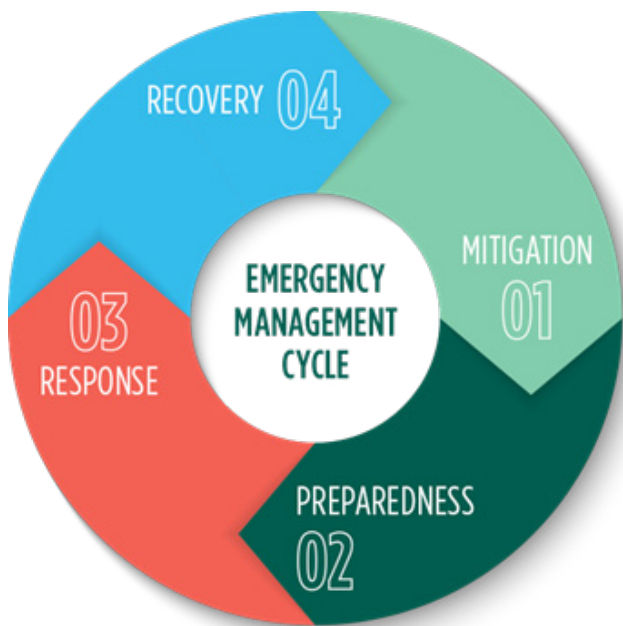 RECOVERY 04
MITIGATION
01
EMERGENCY
MANAGEMENT
CYCLE
03
RESPONSE
PREPAREDNESS
02